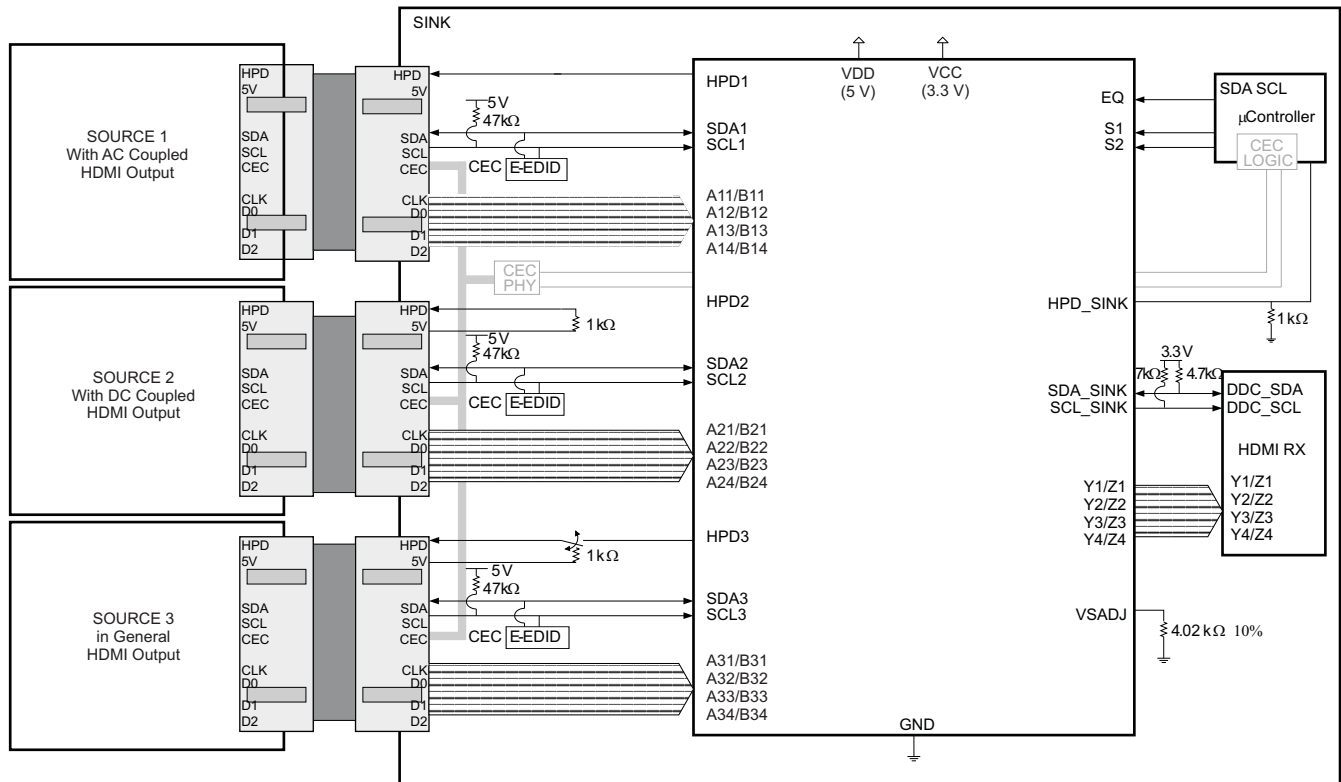 SINK
SOURCE 1
With AC Coupled
HDMI Output
HPD
5V
SDA
SCL
CEC
CLK
D0
D1
D2
HPD
5V
SDA
SCL
CEC
CLK
D0
D1
D2
5V
47kΩ
CEC E-EDID
HPD1
SDA1
SCL1
A11/B11
A12/B12
A13/B13
A14/B14
CEC
PHY
SOURCE 2
With DC Coupled
HDMI Output
HPD
5V
SDA
SCL
CEC
CLK
D0
D1
D2
HPD
5V
SDA
SCL
CEC
CLK
D0
D1
D2
1kΩ
5V
47kΩ
CEC E-EDID
HPD2
SDA2
SCL2
A21/B21
A22/B22
A23/B23
A24/B24
SOURCE 3
in General
HDMI Output
HPD
5V
SDA
SCL
CEC
CLK
D0
D1
D2
HPD
5V
SDA
SCL
CEC
CLK
D0
D1
D2
1kΩ
5V
47kΩ
CEC E-EDID
HPD3
SDA3
SCL3
A31/B31
A32/B32
A33/B33
A34/B34
VDD
(5 V)
VCC
(3.3 V)
EQ
S1
S2
SDA SCL
µController
CEC
LOGIC
HPD_SINK
1kΩ
3.3V
7kΩ 4.7kΩ
SDA_SINK
SCL_SINK
DDC_SDA
DDC_SCL
HDMI RX
Y1/Z1
Y2/Z2
Y3/Z3
Y4/Z4
Y1/Z1
Y2/Z2
Y3/Z3
Y4/Z4
VSADJ
4.02 kΩ 10%
GND